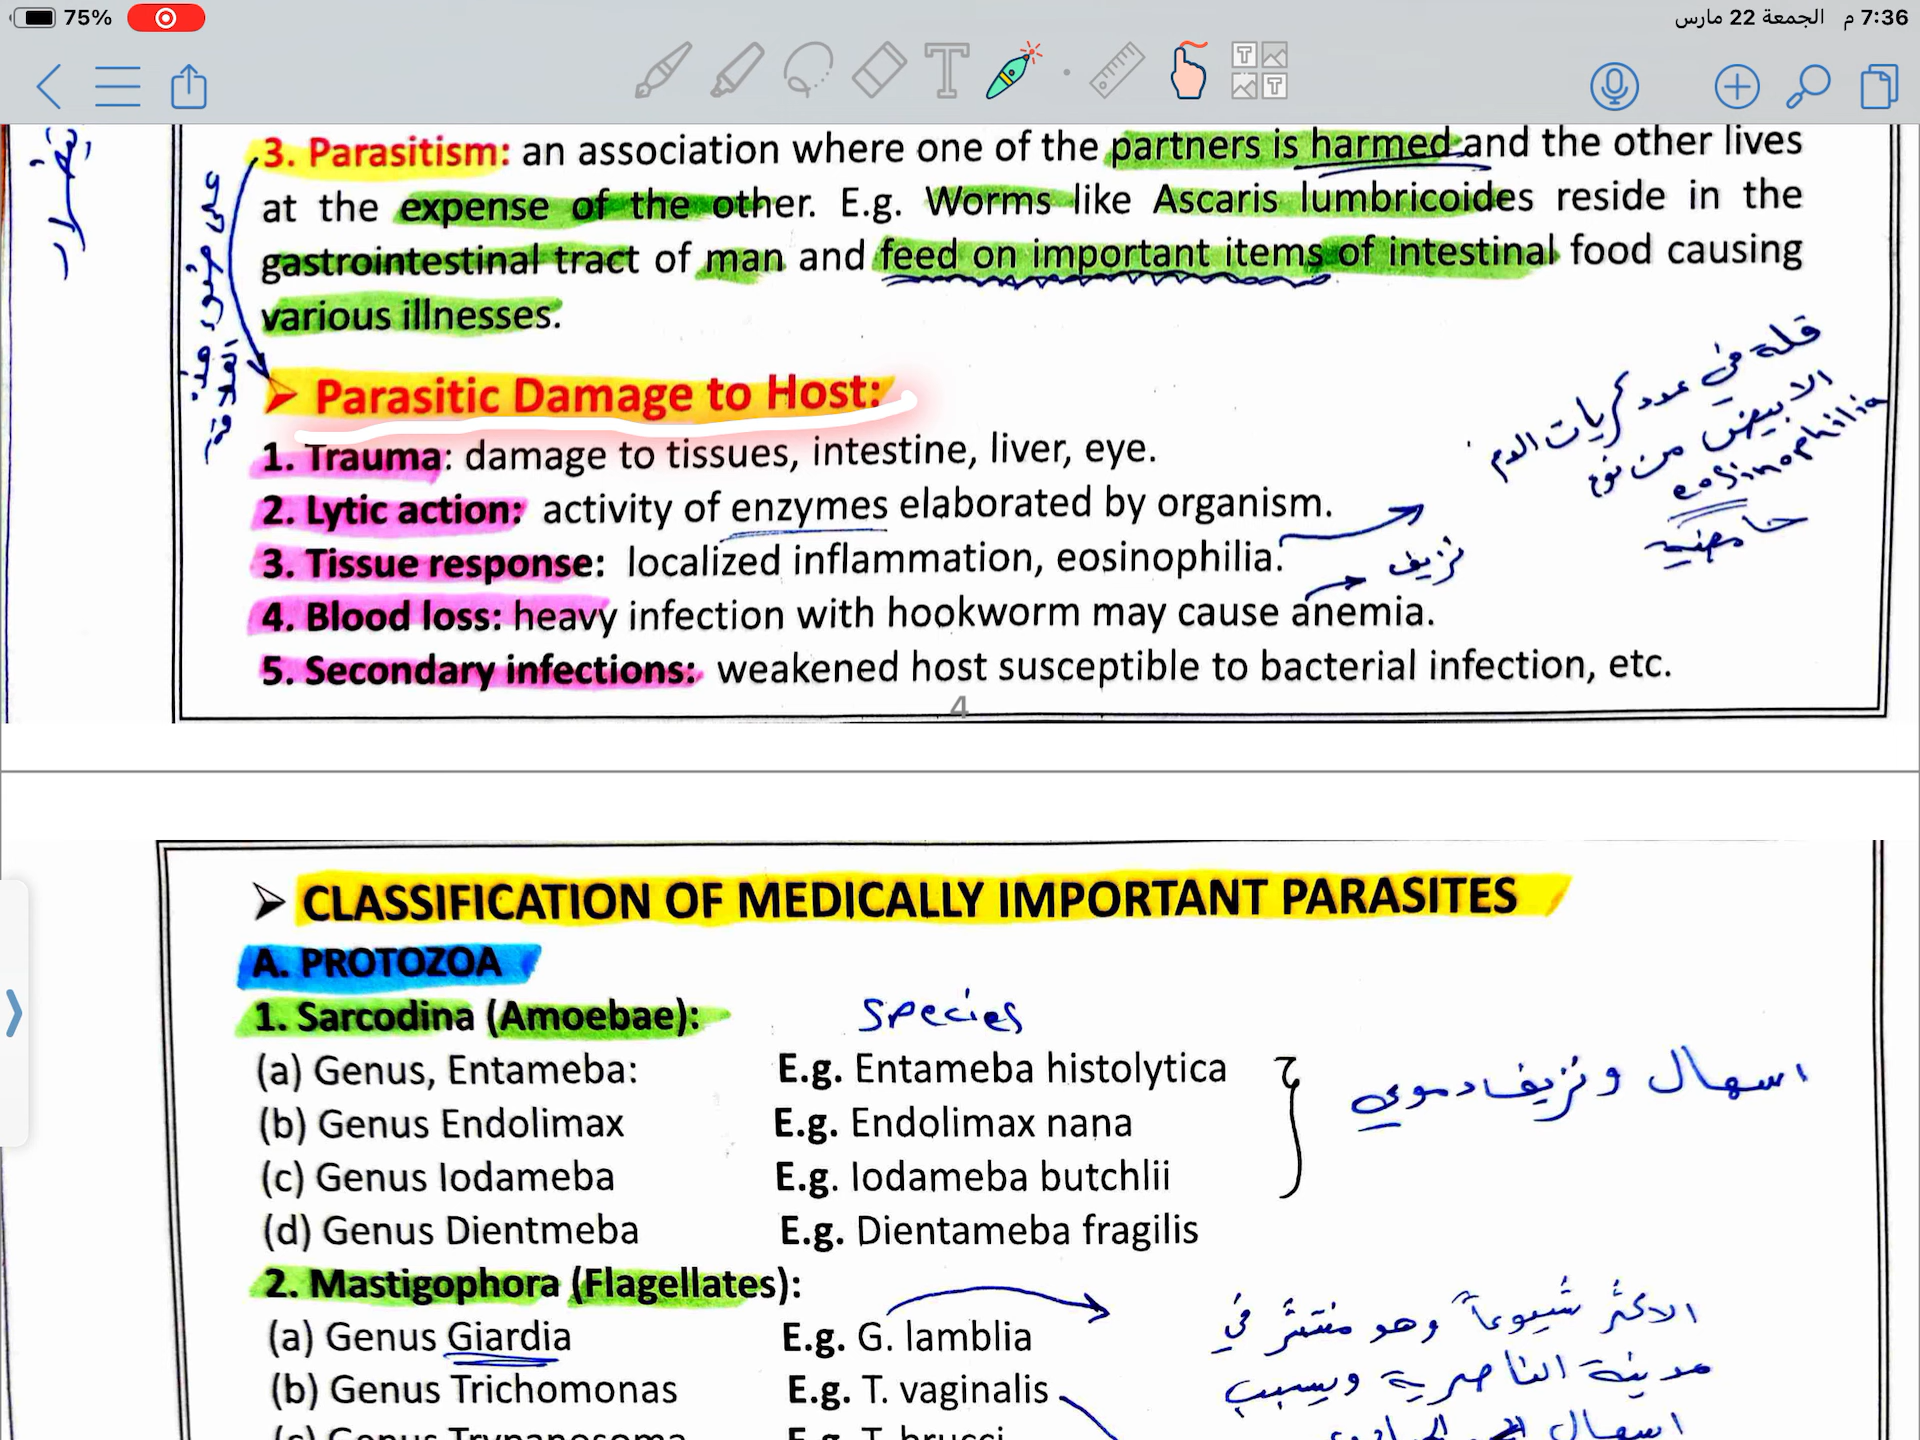 75%
7:36 م الجمعة 22 مارس
3. Parasitism: an association where one of the partners is harmed and the other lives
at the expense of the other. E.g. Worms like Ascaris lumbricoides reside in the
gastrointestinal tract of man and feed on important items of intestinal food causing
various illnesses.
قلة في عدد كريات الدم
الابيض من نوع
eosinophilia
حامضيه
➢ Parasitic Damage to Host:
1. Trauma: damage to tissues, intestine, liver, eye.
2. Lytic action: activity of enzymes elaborated by organism.
3. Tissue response: localized inflammation, eosinophilia.
نزيف
4. Blood loss: heavy infection with hookworm may cause anemia.
5. Secondary infections: weakened host susceptible to bacterial infection, etc.
4
➢ CLASSIFICATION OF MEDICALLY IMPORTANT PARASITES
A. PROTOZOA
1. Sarcodina (Amoebae): species
(a) Genus, Entameba: E.g. Entameba histolytica
(b) Genus Endolimax E.g. Endolimax nana
(c) Genus Iodameba E.g. Iodameba butchlii
اسهال ونزيف دموي
(d) Genus Dientmeba E.g. Dientameba fragilis
2. Mastigophora (Flagellates):
(a) Genus Giardia E.g. G. lamblia
(b) Genus Trichomonas E.g. T. vaginalis
(c) Genus Trypanosoma E.g. T. brucci
الاكثر شيوعاً وهو منتشر في
مدينة الناصرية ويسبب
اسهال